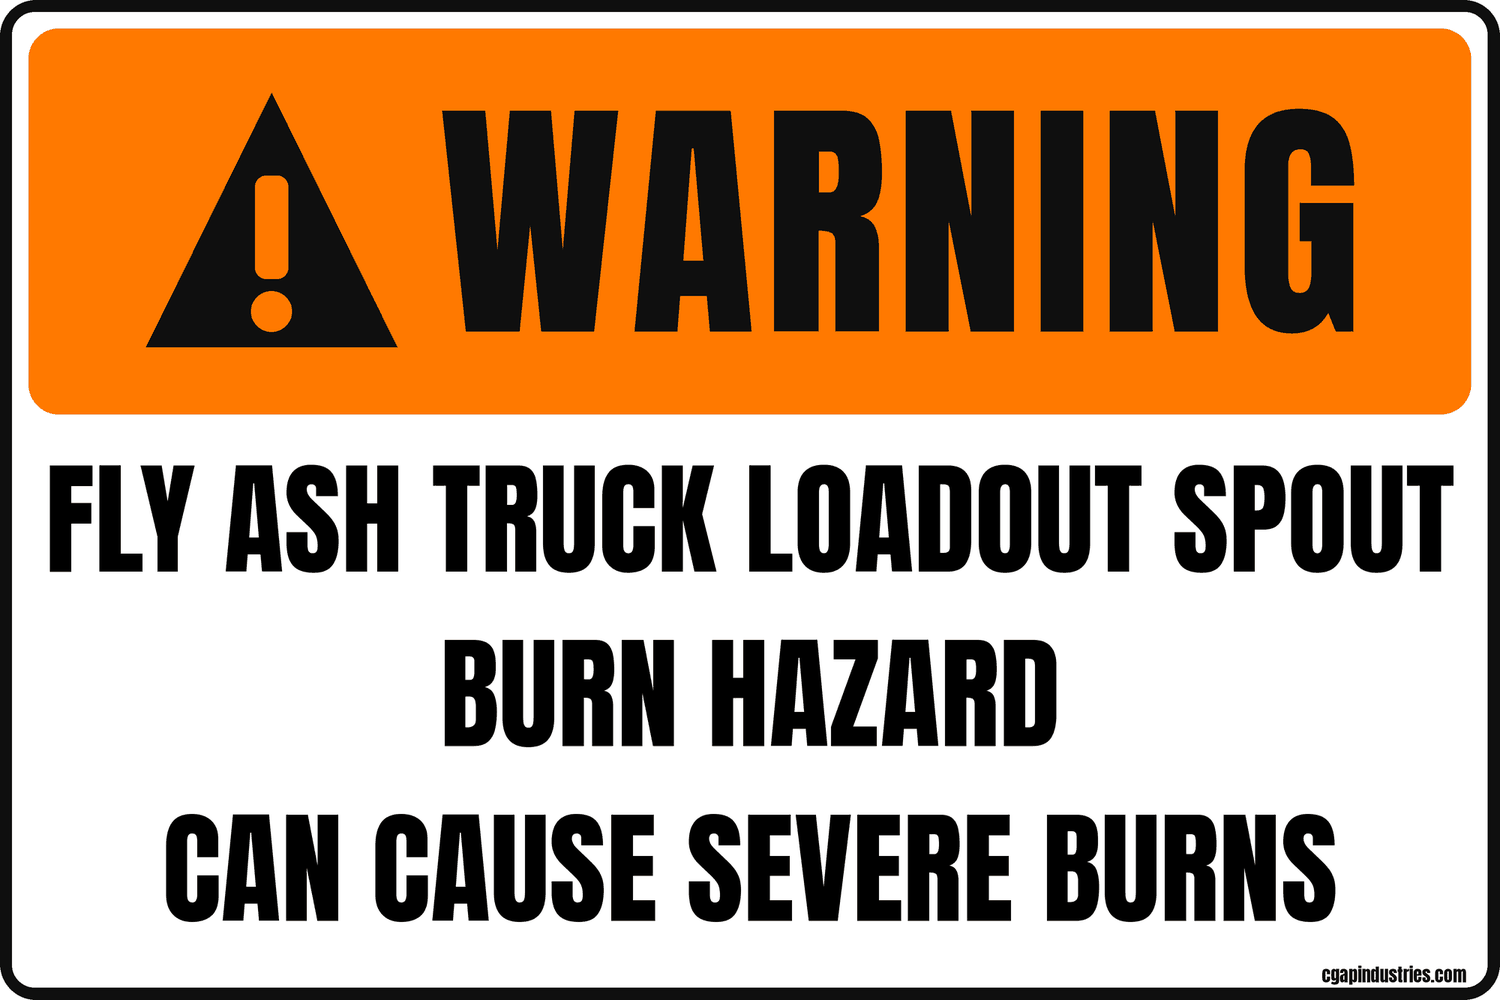 WARNING
FLY ASH TRUCK LOADOUT SPOUT
BURN HAZARD
CAN CAUSE SEVERE BURNS
cgapindustries.com